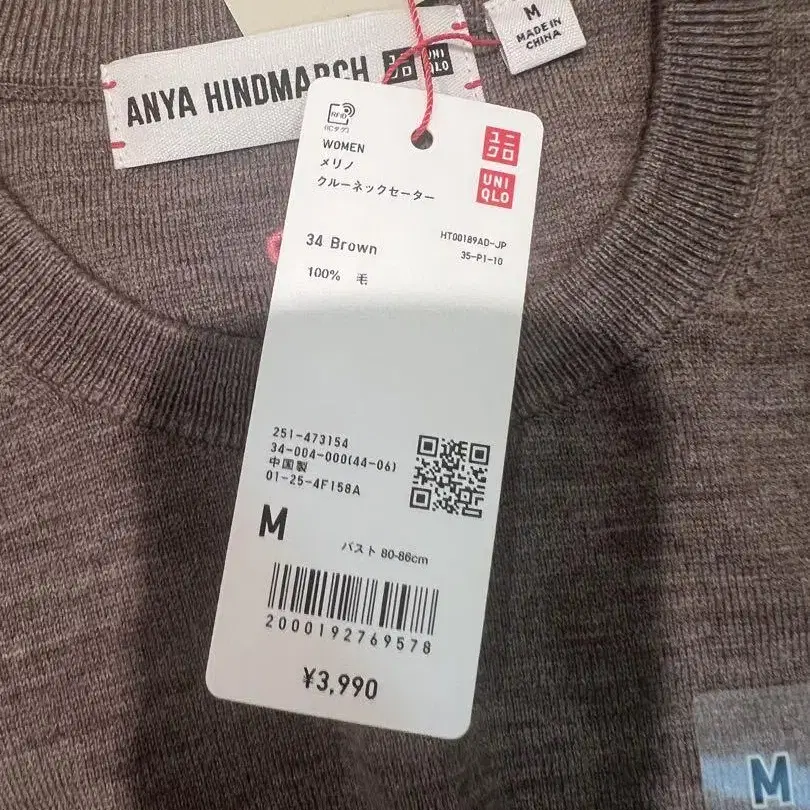 ANYA HINDMARCH
ユニ
クロ
UNI
QLO
M
MADE IN
CHINA
RFID
(ICタグ)
WOMEN
メリノ
クルーネックセーター
ユニ
クロ
UNI
QLO
34 Brown
HT00189AD-JP
35-P1-10
100% 毛
251-473154
34-004-000(44-06)
中国製
01-25-4F158A
M
バスト 80-86cm
2000192769578
¥3,990
M